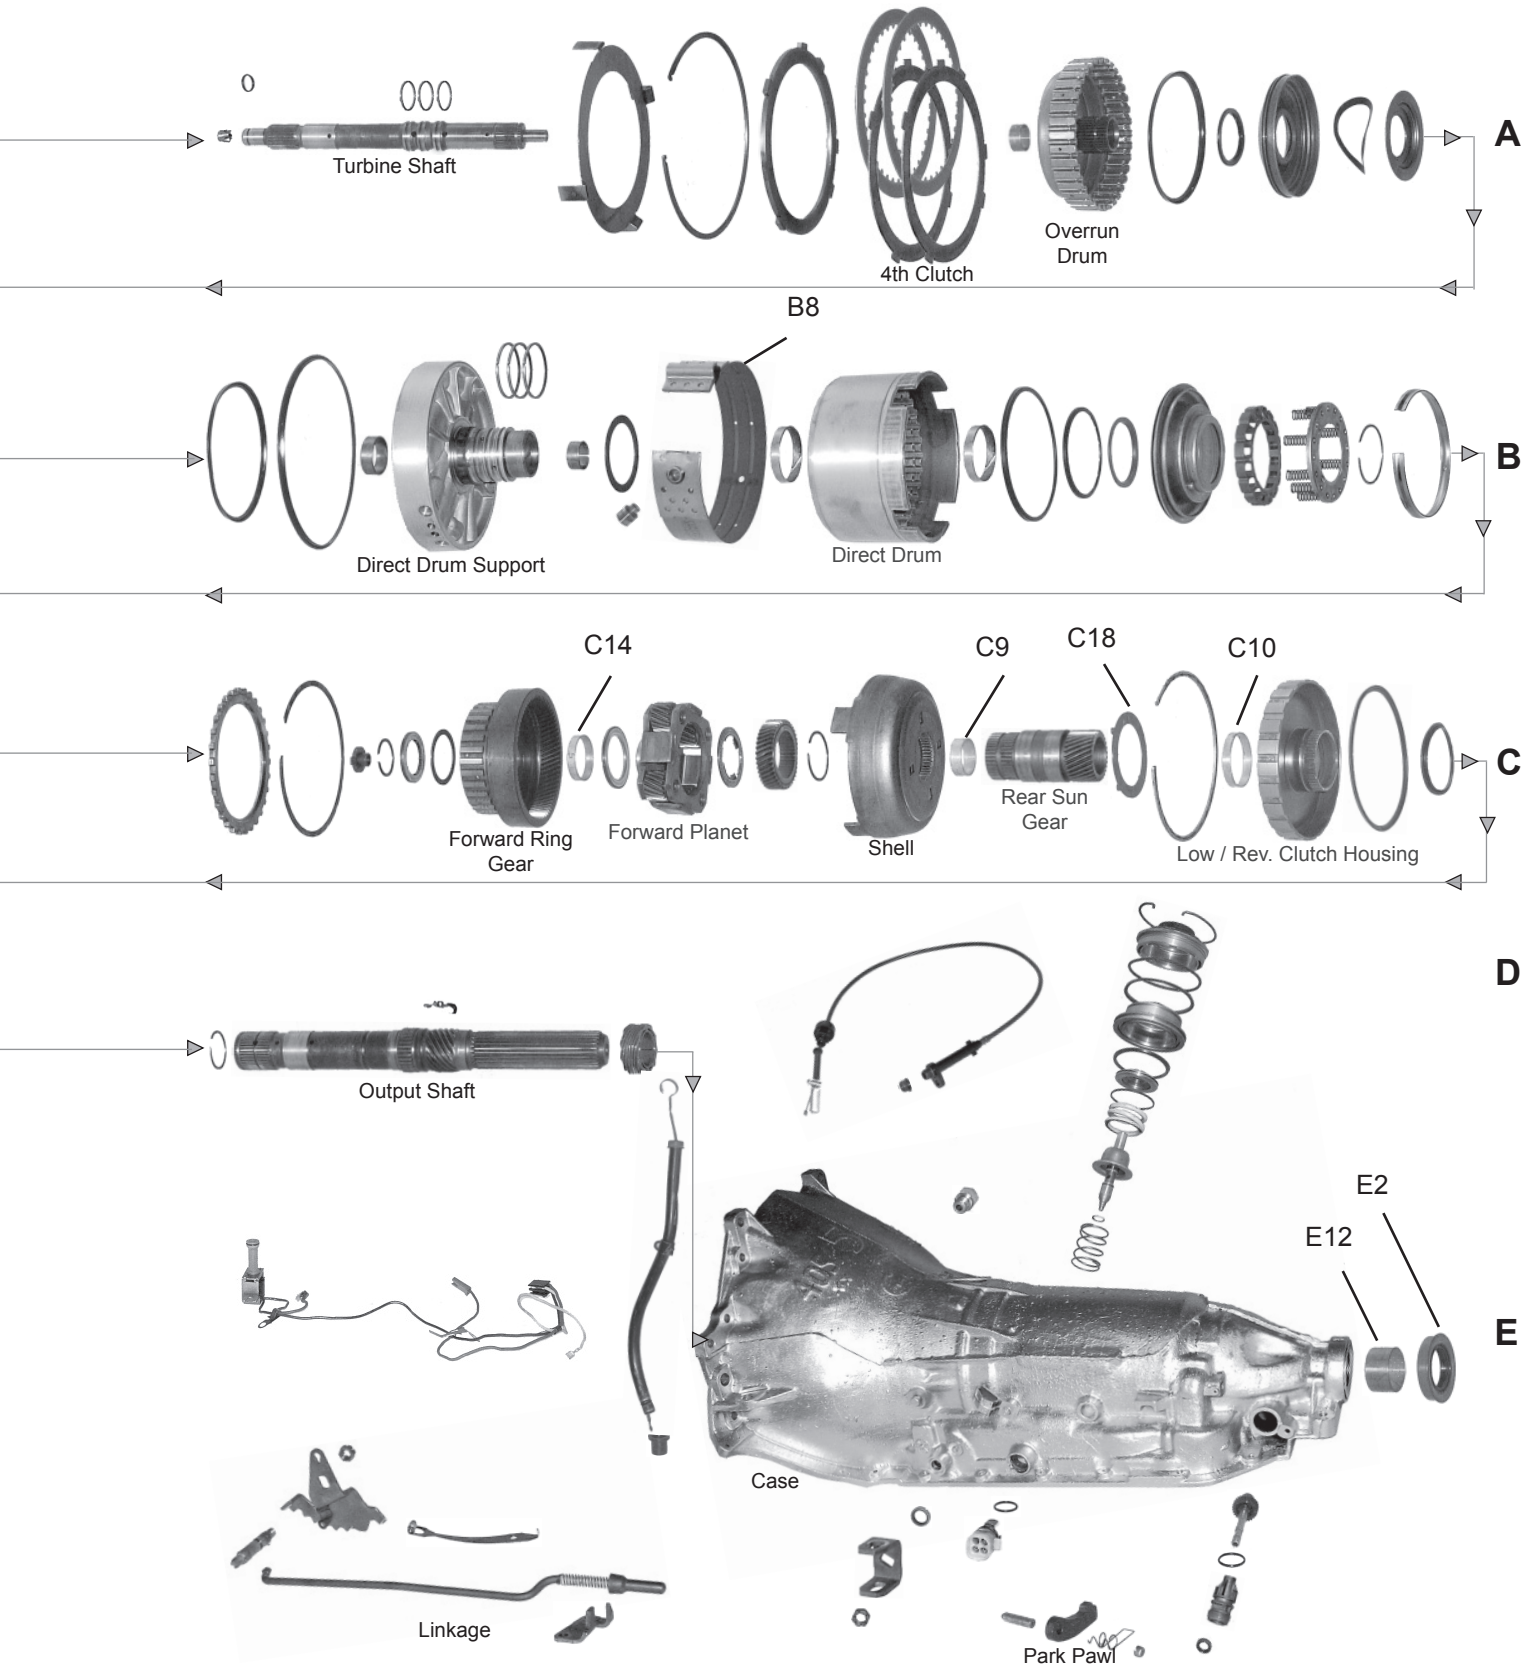 Turbine Shaft
4th Clutch
Overrun
Drum
A
B8
Direct Drum Support
Direct Drum
B
C14
C9
C18
C10
Forward Ring
Gear
Forward Planet
Shell
Rear Sun
Gear
Low / Rev. Clutch Housing
C
D
Output Shaft
E2
E12
E
Case
Linkage
Park Pawl